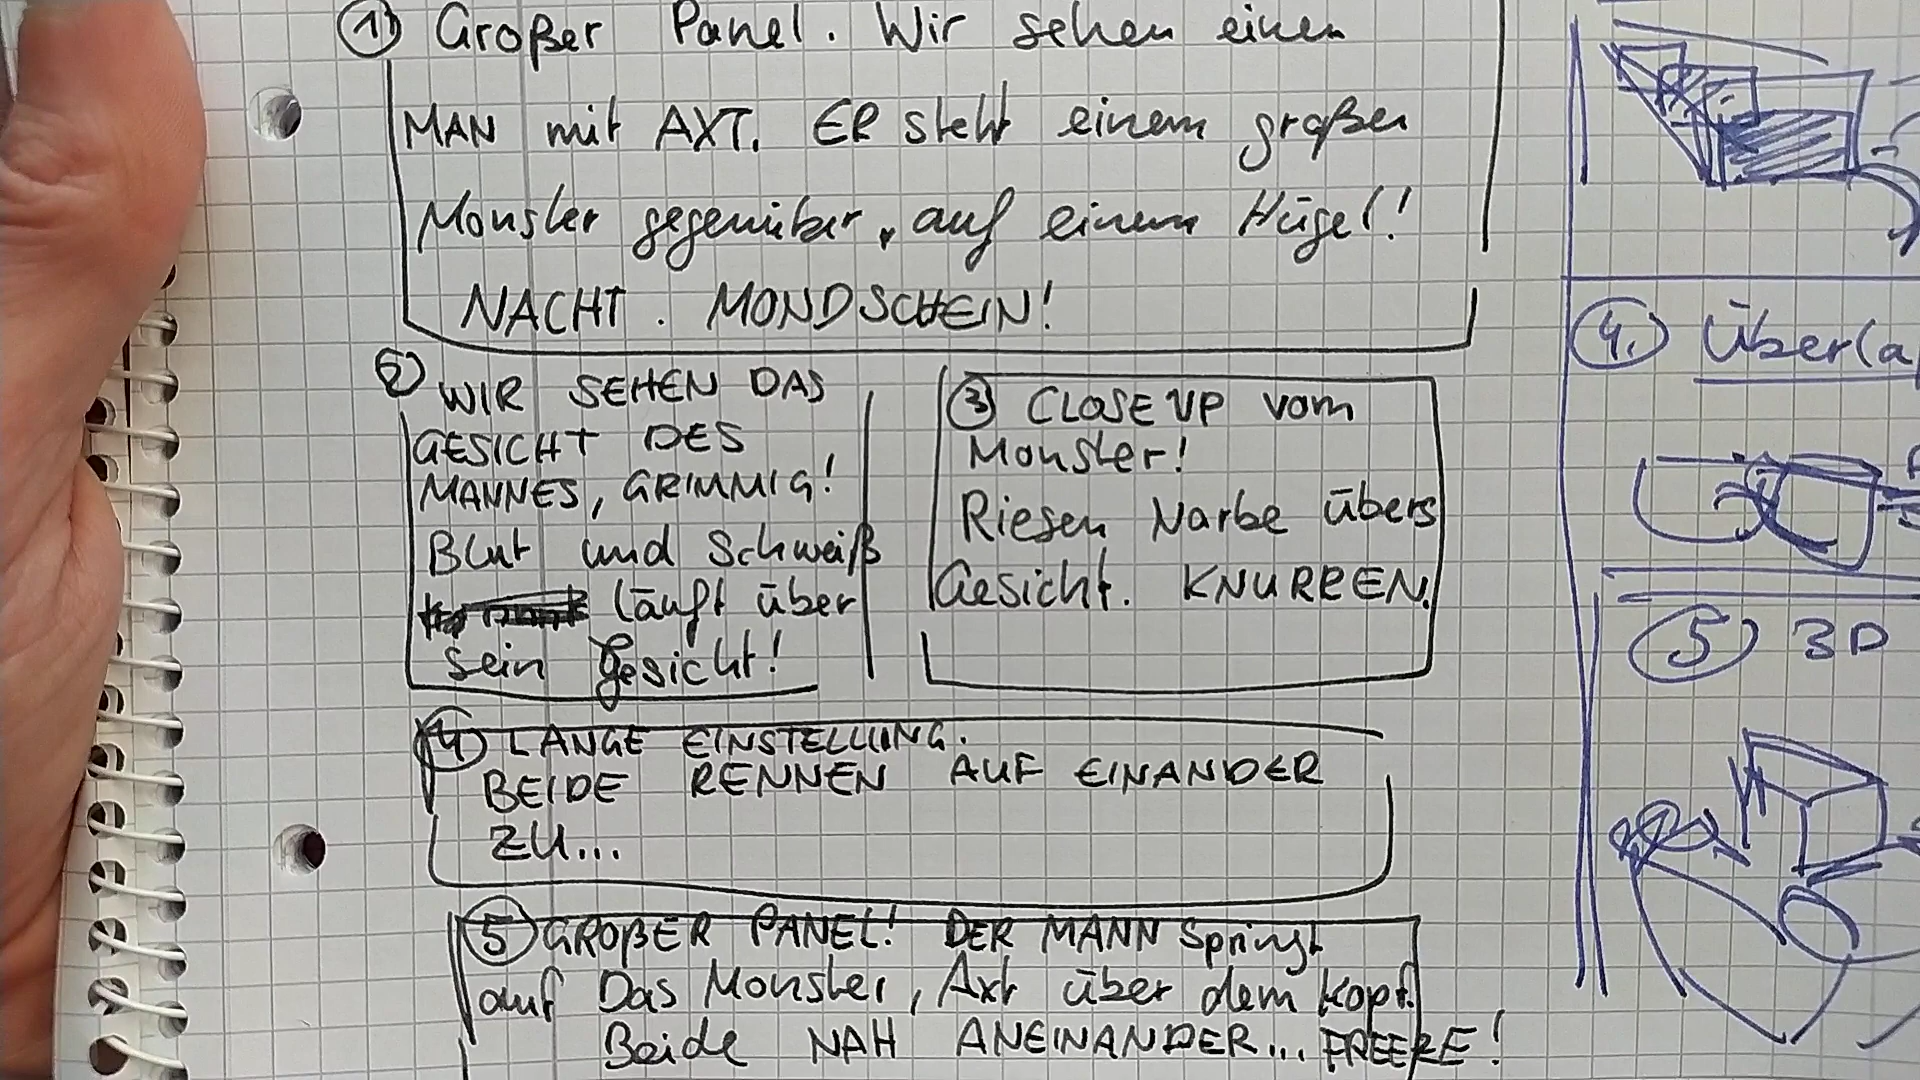 ① Großer Panel. Wir sehen einen
MAN mit AXT. ER steht einem großen
Monster gegenüber, auf einem Hügel!
NACHT. MONDSCHEIN!
② WIR SEHEN DAS
GESICHT DES
MANNES, GRIMMIG!
Blut und Schweiß
läuft über
sein Gesicht!
③ CLOSE UP vom
Monster!
Riesen Narbe übers
Gesicht. KNURREN.
④ LANGE EINSTELLUNG.
BEIDE RENNEN AUF EINANDER
ZU...
⑤ GROßER PANEL! DER MANN springt
auf Das Monster, Axt über dem Kopf.
Beide NAH ANEINANDER...
4. Überla
⑤ 3D